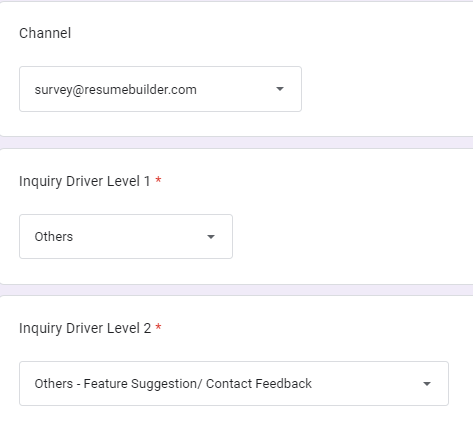 Channel
survey@resumebuilder.com
Inquiry Driver Level 1 *
Others
Inquiry Driver Level 2 *
Others - Feature Suggestion/ Contact Feedback